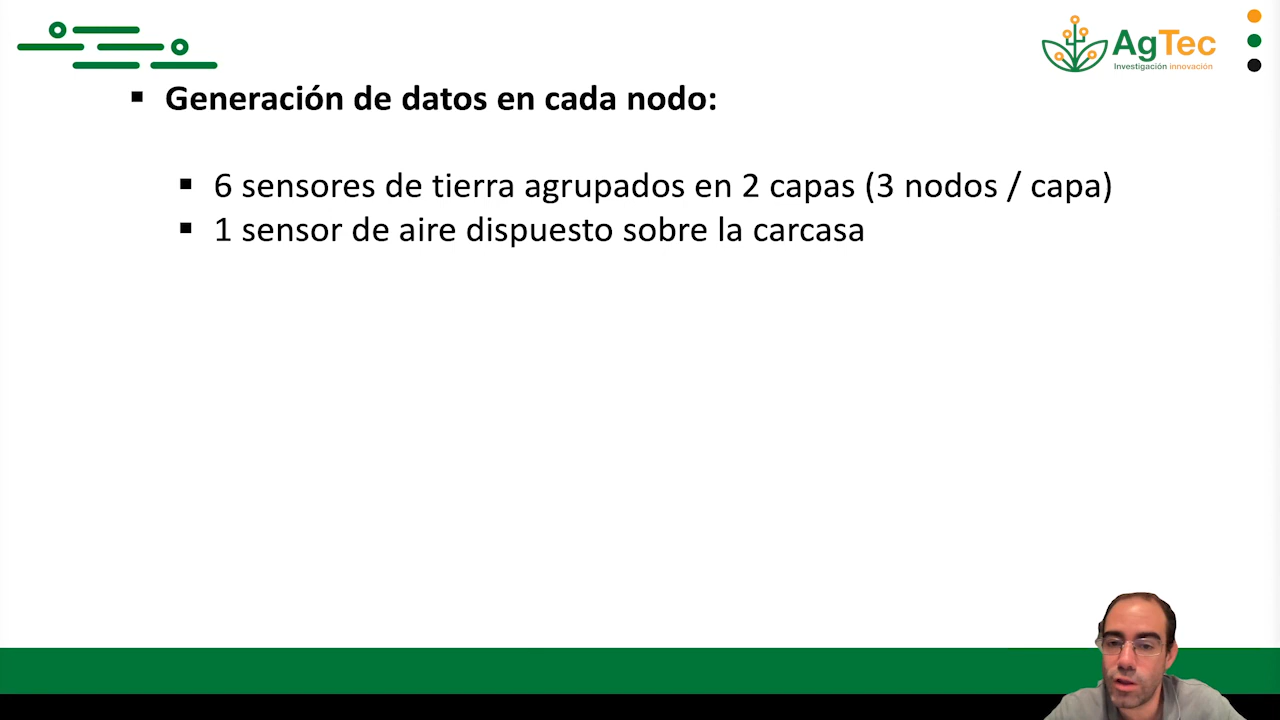 AgTec
Investigación innovación
Generación de datos en cada nodo:
6 sensores de tierra agrupados en 2 capas (3 nodos / capa)
1 sensor de aire dispuesto sobre la carcasa